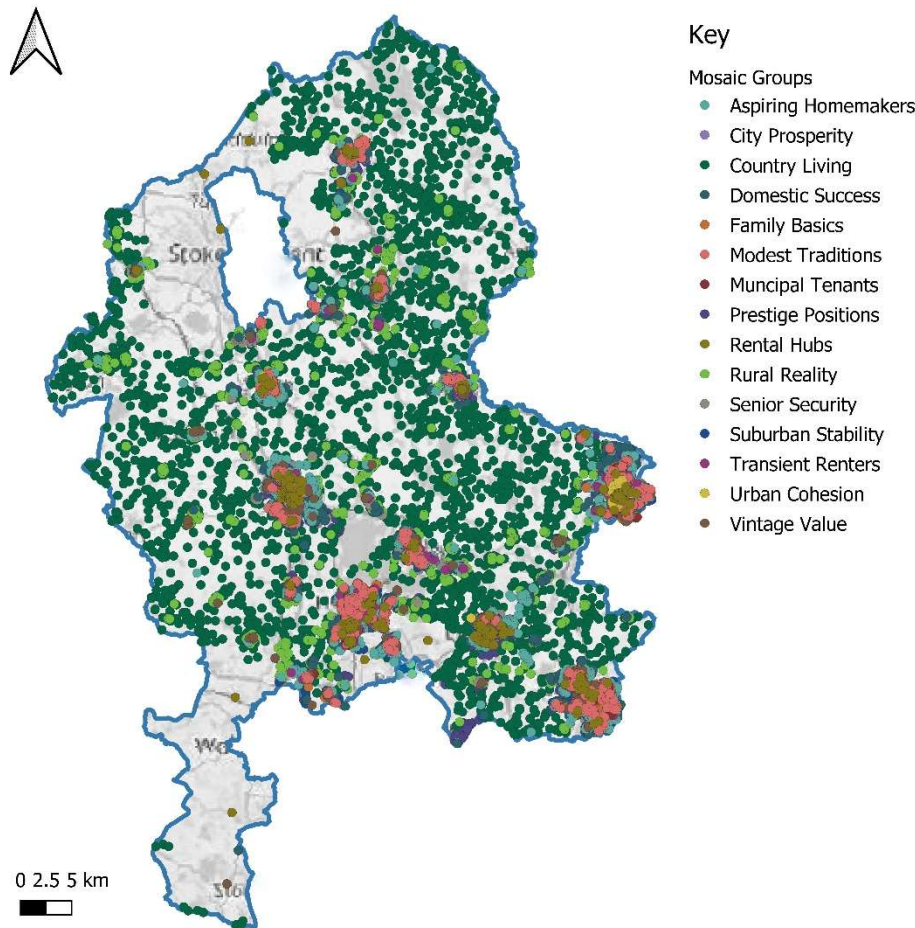 Key
Mosaic Groups
Aspiring Homemakers
City Prosperity
Country Living
Domestic Success
Family Basics
Modest Traditions
Muncipal Tenants
Prestige Positions
Rental Hubs
Rural Reality
Senior Security
Suburban Stability
Transient Renters
Urban Cohesion
Vintage Value
Stoke
0 2.5 5 km